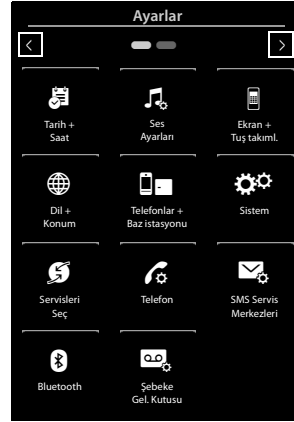 Ayarlar
Tarih +
Saat
Ses
Ayarları
Ekran +
Tuş takıml.
Dil +
Konum
Telefonlar +
Baz istasyonu
Sistem
Servisleri
Seç
Telefon
SMS Servis
Merkezleri
Bluetooth
Şebeke
Gel. Kutusu